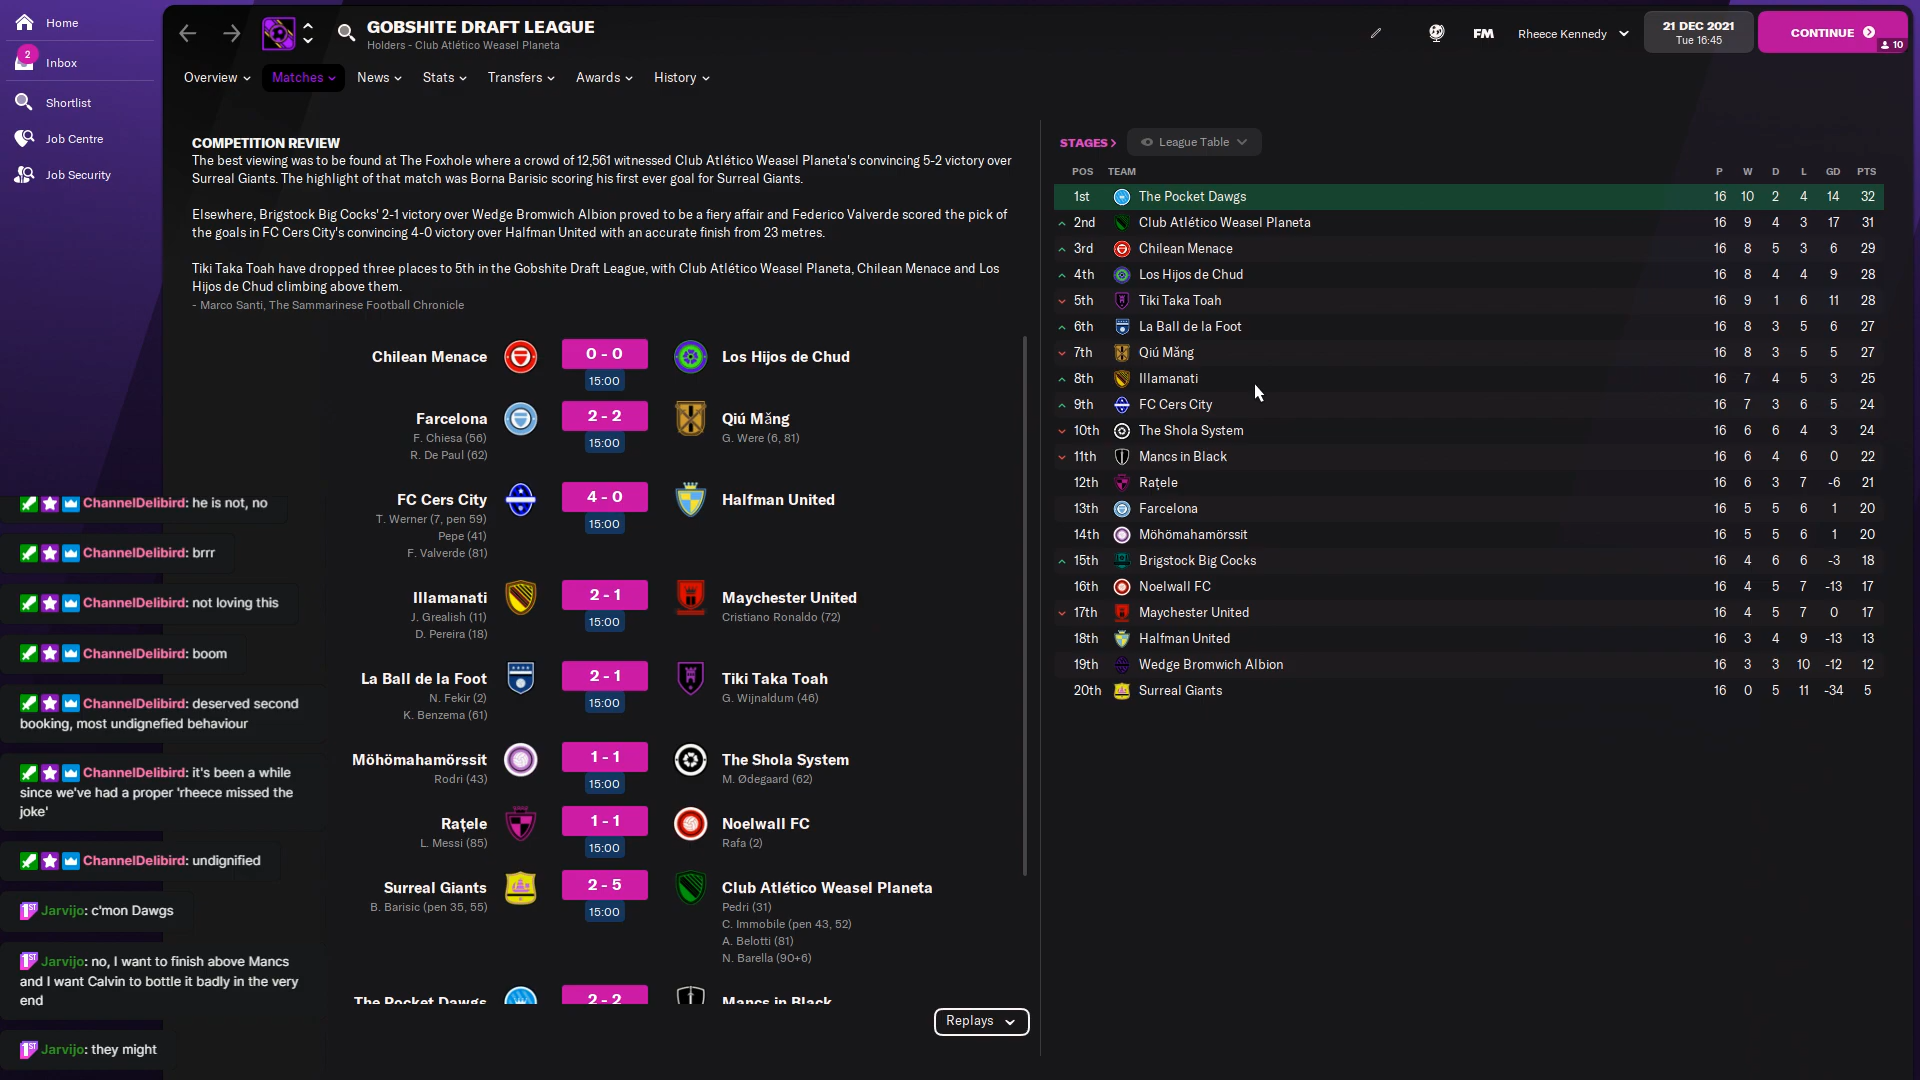 Home
2
Inbox
Shortlist
Job Centre
Job Security
GOBSHITE DRAFT LEAGUE
Holders - Club Atlético Weasel Planeta
FM
Rheece Kennedy
21 DEC 2021
Tue 16:45
CONTINUE
10
Overview
Matches
News
Stats
Transfers
Awards
History
COMPETITION REVIEW
The best viewing was to be found at The Foxhole where a crowd of 12,561 witnessed Club Atlético Weasel Planeta's convincing 5-2 victory over
Surreal Giants. The highlight of that match was Borna Barisic scoring his first ever goal for Surreal Giants.
Elsewhere, Brigstock Big Cocks' 2-1 victory over Wedge Bromwich Albion proved to be a fiery affair and Federico Valverde scored the pick of
the goals in FC Cers City's convincing 4-0 victory over Halfman United with an accurate finish from 23 metres.
Tiki Taka Toah have dropped three places to 5th in the Gobshite Draft League, with Club Atlético Weasel Planeta, Chilean Menace and Los
Hijos de Chud climbing above them.
- Marco Santi, The Sammarinese Football Chronicle
Chilean Menace 0 - 0 Los Hijos de Chud
15:00
Farcelona 2 - 2 Qiú Mǎng
F. Chiesa (56) 15:00 G. Were (6, 81)
R. De Paul (62)
FC Cers City 4 - 0 Halfman United
T. Werner (7, pen 59) 15:00
Pepe (41)
F. Valverde (81)
Illamanati 2 - 1 Maychester United
J. Grealish (11) 15:00 Cristiano Ronaldo (72)
D. Pereira (18)
La Ball de la Foot 2 - 1 Tiki Taka Toah
N. Fekir (2) 15:00 G. Wijnaldum (46)
K. Benzema (61)
Möhömahamörssit 1 - 1 The Shola System
Rodri (43) 15:00 M. Ødegaard (62)
Rațele 1 - 1 Noelwall FC
L. Messi (85) 15:00 Rafa (2)
Surreal Giants 2 - 5 Club Atlético Weasel Planeta
B. Barisic (pen 35, 55) 15:00 Pedri (31)
C. Immobile (pen 43, 52)
A. Belotti (81)
N. Barella (90+6)
The Pocket Dawgs 2 - 2 Mancs in Black
Replays
STAGES > League Table
POS TEAM P W D L GD PTS
1st The Pocket Dawgs 16 10 2 4 14 32
2nd Club Atlético Weasel Planeta 16 9 4 3 17 31
3rd Chilean Menace 16 8 5 3 6 29
4th Los Hijos de Chud 16 8 4 4 9 28
5th Tiki Taka Toah 16 9 1 6 11 28
6th La Ball de la Foot 16 8 3 5 6 27
7th Qiú Mǎng 16 8 3 5 5 27
8th Illamanati 16 7 4 5 3 25
9th FC Cers City 16 7 3 6 5 24
10th The Shola System 16 6 6 4 3 24
11th Mancs in Black 16 6 4 6 0 22
12th Rațele 16 6 3 7 -6 21
13th Farcelona 16 5 5 6 1 20
14th Möhömahamörssit 16 5 5 6 1 20
15th Brigstock Big Cocks 16 4 6 6 -3 18
16th Noelwall FC 16 4 5 7 -13 17
17th Maychester United 16 4 5 7 0 17
18th Halfman United 16 3 4 9 -13 13
19th Wedge Bromwich Albion 16 3 3 10 -12 12
20th Surreal Giants 16 0 5 11 -34 5
ChannelDelibird: he is not, no
ChannelDelibird: brrr
ChannelDelibird: not loving this
ChannelDelibird: boom
ChannelDelibird: deserved second
booking, most undignefied behaviour
ChannelDelibird: it's been a while
since we've had a proper 'rheece missed the
joke'
ChannelDelibird: undignified
1ST Jarvijo: c'mon Dawgs
1ST Jarvijo: no, I want to finish above Mancs
and I want Calvin to bottle it badly in the very
end
1ST Jarvijo: they might